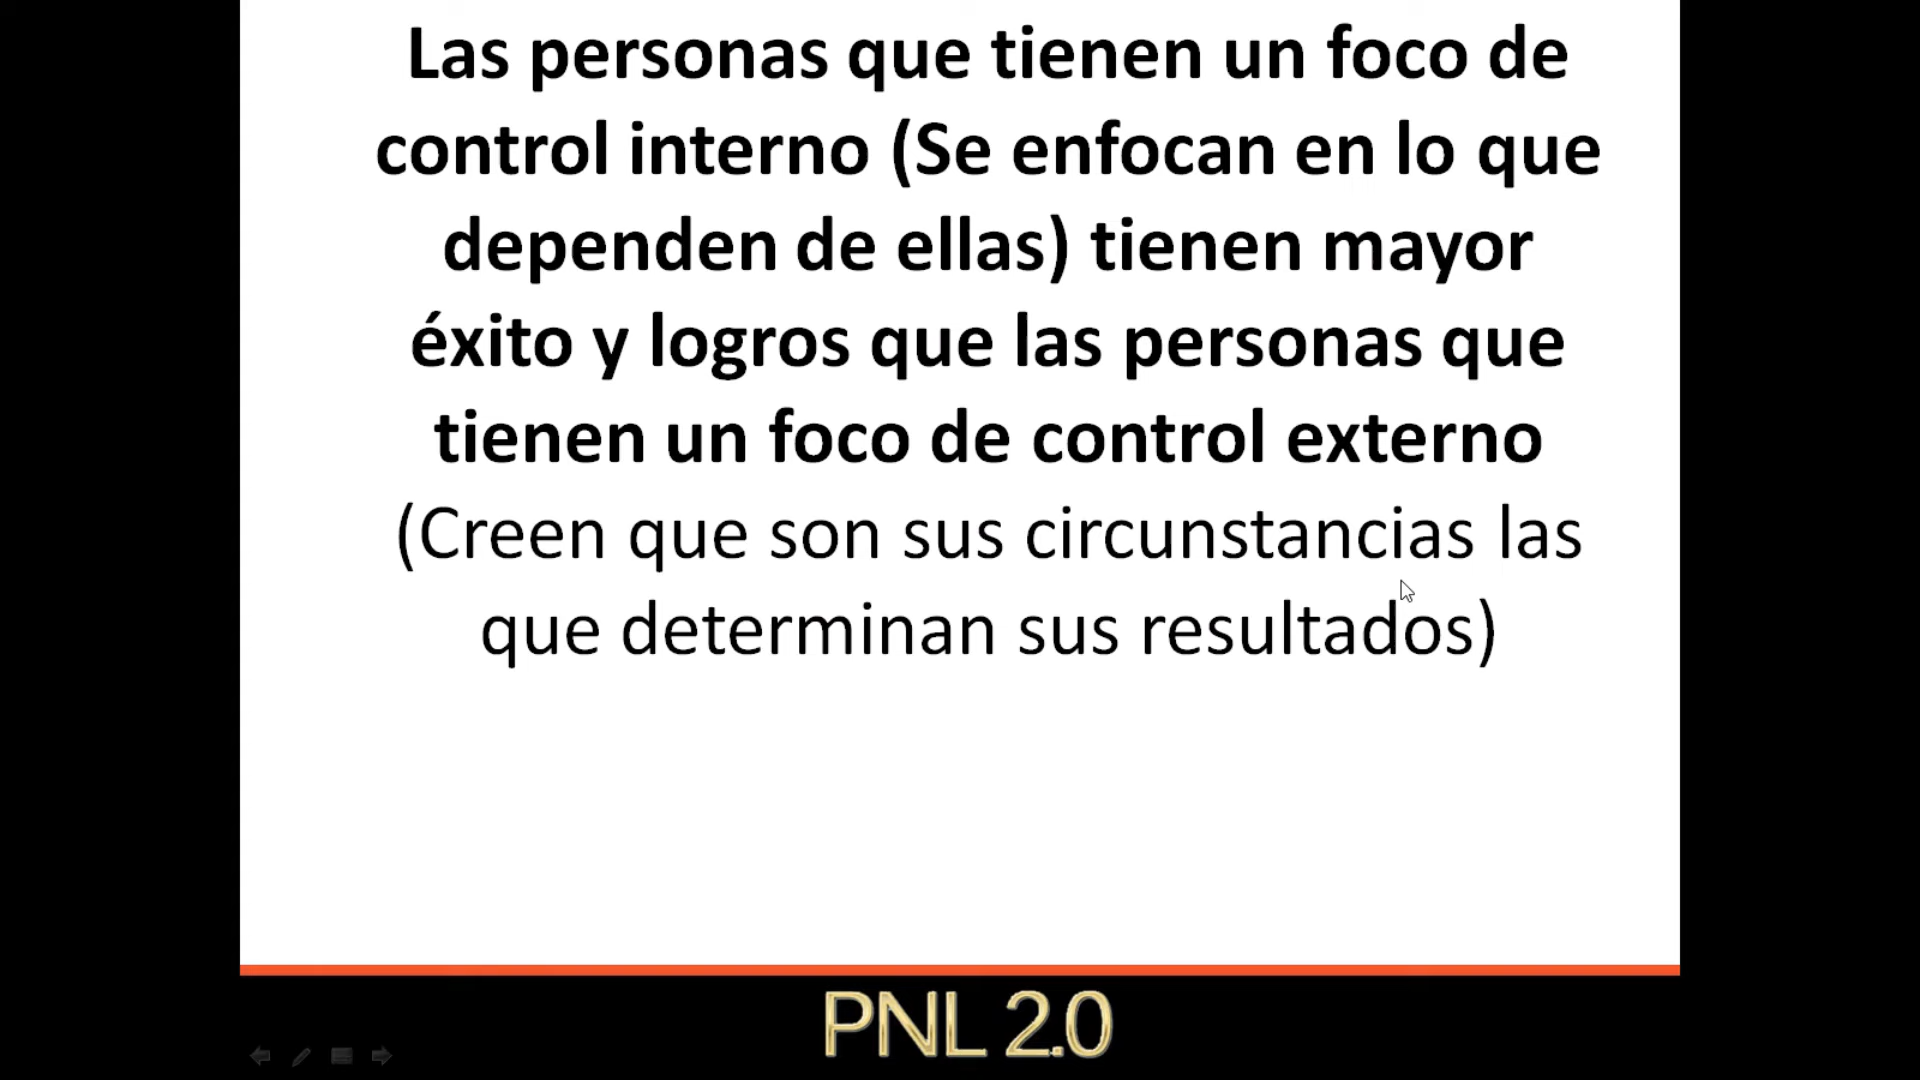 Las personas que tienen un foco de
control interno (Se enfocan en lo que
dependen de ellas) tienen mayor
éxito y logros que las personas que
tienen un foco de control externo
(Creen que son sus circunstancias las
que determinan sus resultados)
PNL 2.0